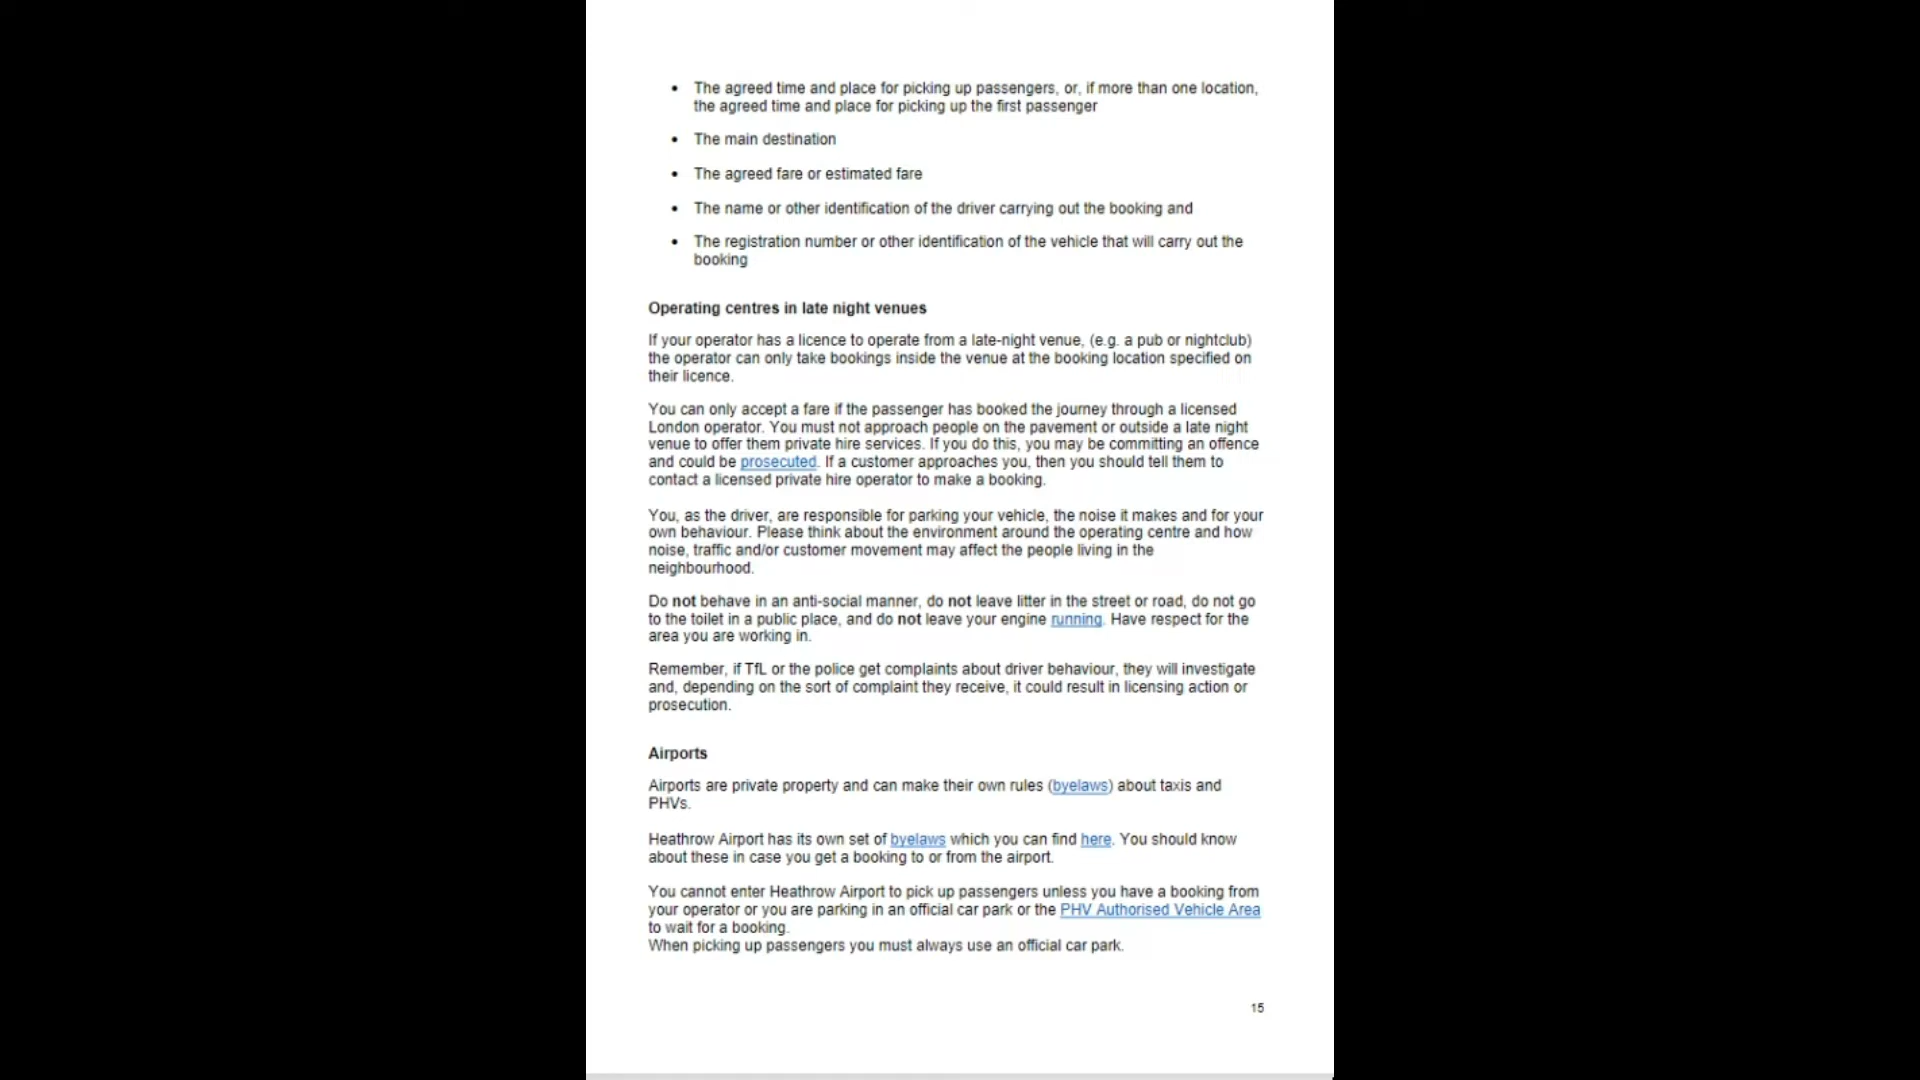 • The agreed time and place for picking up passengers, or, if more than one location,
the agreed time and place for picking up the first passenger
• The main destination
• The agreed fare or estimated fare
• The name or other identification of the driver carrying out the booking and
• The registration number or other identification of the vehicle that will carry out the
booking
Operating centres in late night venues
If your operator has a licence to operate from a late-night venue, (e.g. a pub or nightclub)
the operator can only take bookings inside the venue at the booking location specified on
their licence.
You can only accept a fare if the passenger has booked the journey through a licensed
London operator. You must not approach people on the pavement or outside a late night
venue to offer them private hire services. If you do this, you may be committing an offence
and could be prosecuted. If a customer approaches you, then you should tell them to
contact a licensed private hire operator to make a booking.
You, as the driver, are responsible for parking your vehicle, the noise it makes and for your
own behaviour. Please think about the environment around the operating centre and how
noise, traffic and/or customer movement may affect the people living in the
neighbourhood.
Do not behave in an anti-social manner, do not leave litter in the street or road, do not go
to the toilet in a public place, and do not leave your engine running. Have respect for the
area you are working in.
Remember, if TfL or the police get complaints about driver behaviour, they will investigate
and, depending on the sort of complaint they receive, it could result in licensing action or
prosecution.
Airports
Airports are private property and can make their own rules (byelaws) about taxis and
PHVs.
Heathrow Airport has its own set of byelaws which you can find here. You should know
about these in case you get a booking to or from the airport.
You cannot enter Heathrow Airport to pick up passengers unless you have a booking from
your operator or you are parking in an official car park or the PHV Authorised Vehicle Area
to wait for a booking.
When picking up passengers you must always use an official car park.
15